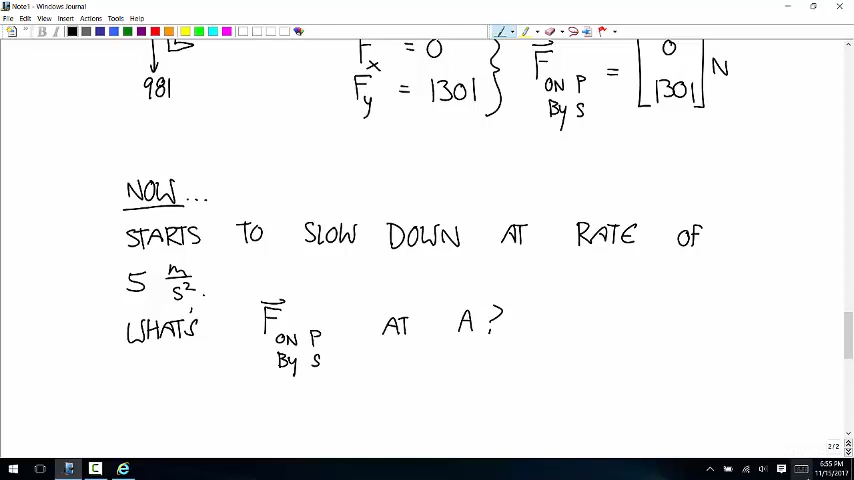 Note1 - Windows Journal
File Edit View Insert Actions Tools Help
981
Fx = 0
Fy = 1301
F ON P BY S = [0 1301] N
NOW...
STARTS TO SLOW DOWN AT RATE OF
5 m/s².
WHAT'S F ON P BY S AT A?
2/2
6:55 PM
11/15/2017